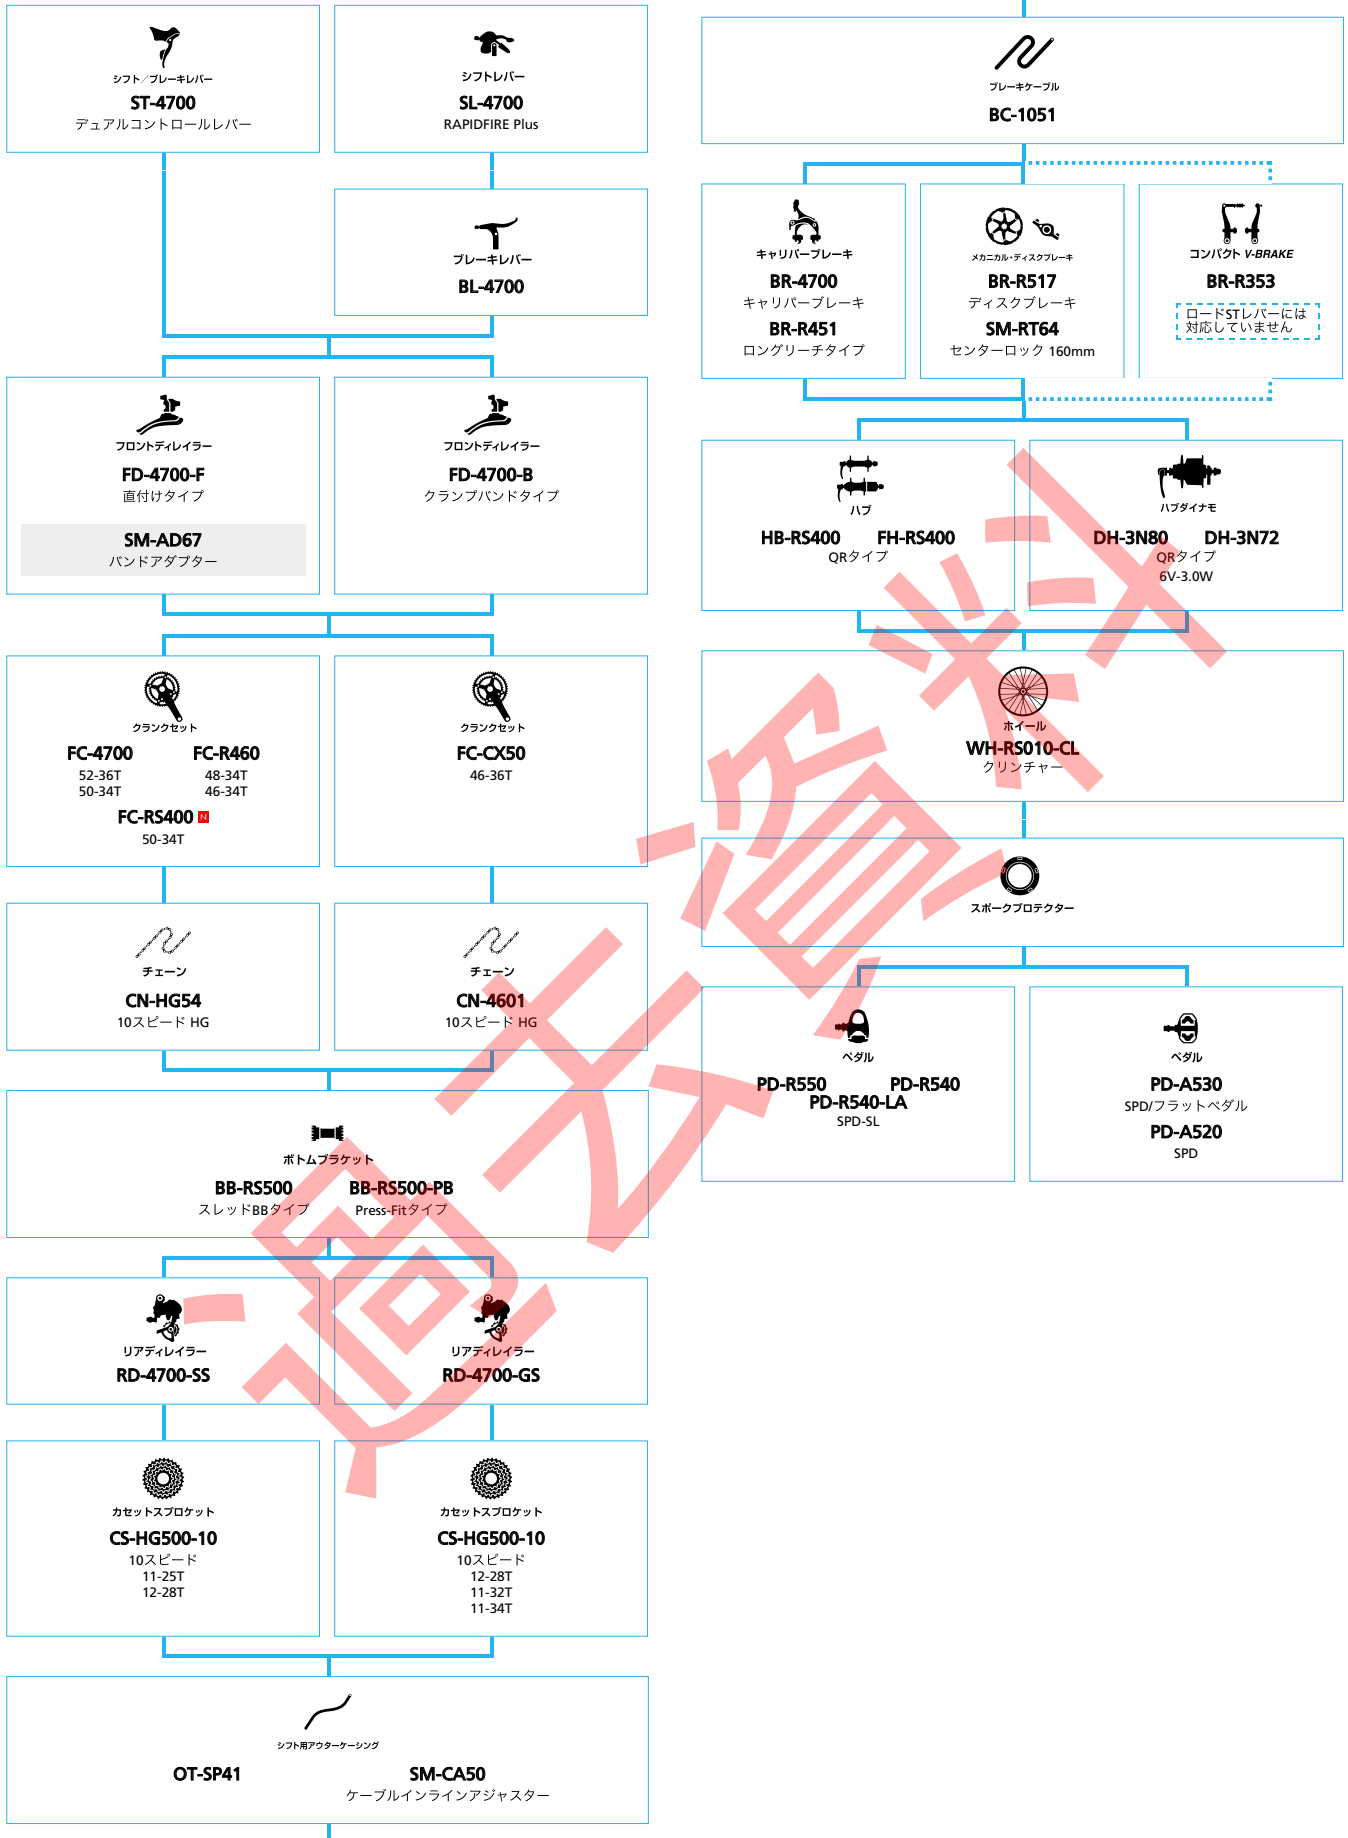 シフト／ブレーキレバー
ST-4700
デュアルコントロールレバー
シフトレバー
SL-4700
RAPIDFIRE Plus
ブレーキレバー
BL-4700
フロントディレイラー
FD-4700-F
直付けタイプ
SM-AD67
バンドアダプター
フロントディレイラー
FD-4700-B
クランプバンドタイプ
クランクセット
FC-4700 FC-R460
52-36T 48-34T
50-34T 46-34T
FC-RS400 N
50-34T
クランクセット
FC-CX50
46-36T
チェーン
CN-HG54
10スピード HG
チェーン
CN-4601
10スピード HG
ボトムブラケット
BB-RS500 BB-RS500-PB
スレッドBBタイプ Press-Fitタイプ
リアディレイラー
RD-4700-SS
リアディレイラー
RD-4700-GS
カセットスプロケット
CS-HG500-10
10スピード
11-25T
12-28T
カセットスプロケット
CS-HG500-10
10スピード
12-28T
11-32T
11-34T
シフト用アウターケーシング
OT-SP41 SM-CA50
ケーブルインラインアジャスター
ブレーキケーブル
BC-1051
キャリパーブレーキ
BR-4700
キャリパーブレーキ
BR-R451
ロングリーチタイプ
メカニカル・ディスクブレーキ
BR-R517
ディスクブレーキ
SM-RT64
センターロック 160mm
コンパクト V-BRAKE
BR-R353
ロードSTレバーには
対応していません
ハブ
HB-RS400 FH-RS400
QRタイプ
ハブダイナモ
DH-3N80 DH-3N72
QRタイプ
6V-3.0W
ホイール
WH-RS010-CL
クリンチャー
スポークプロテクター
ペダル
PD-R550 PD-R540
PD-R540-LA
SPD-SL
ペダル
PD-A530
SPD/フラットペダル
PD-A520
SPD
過去資料